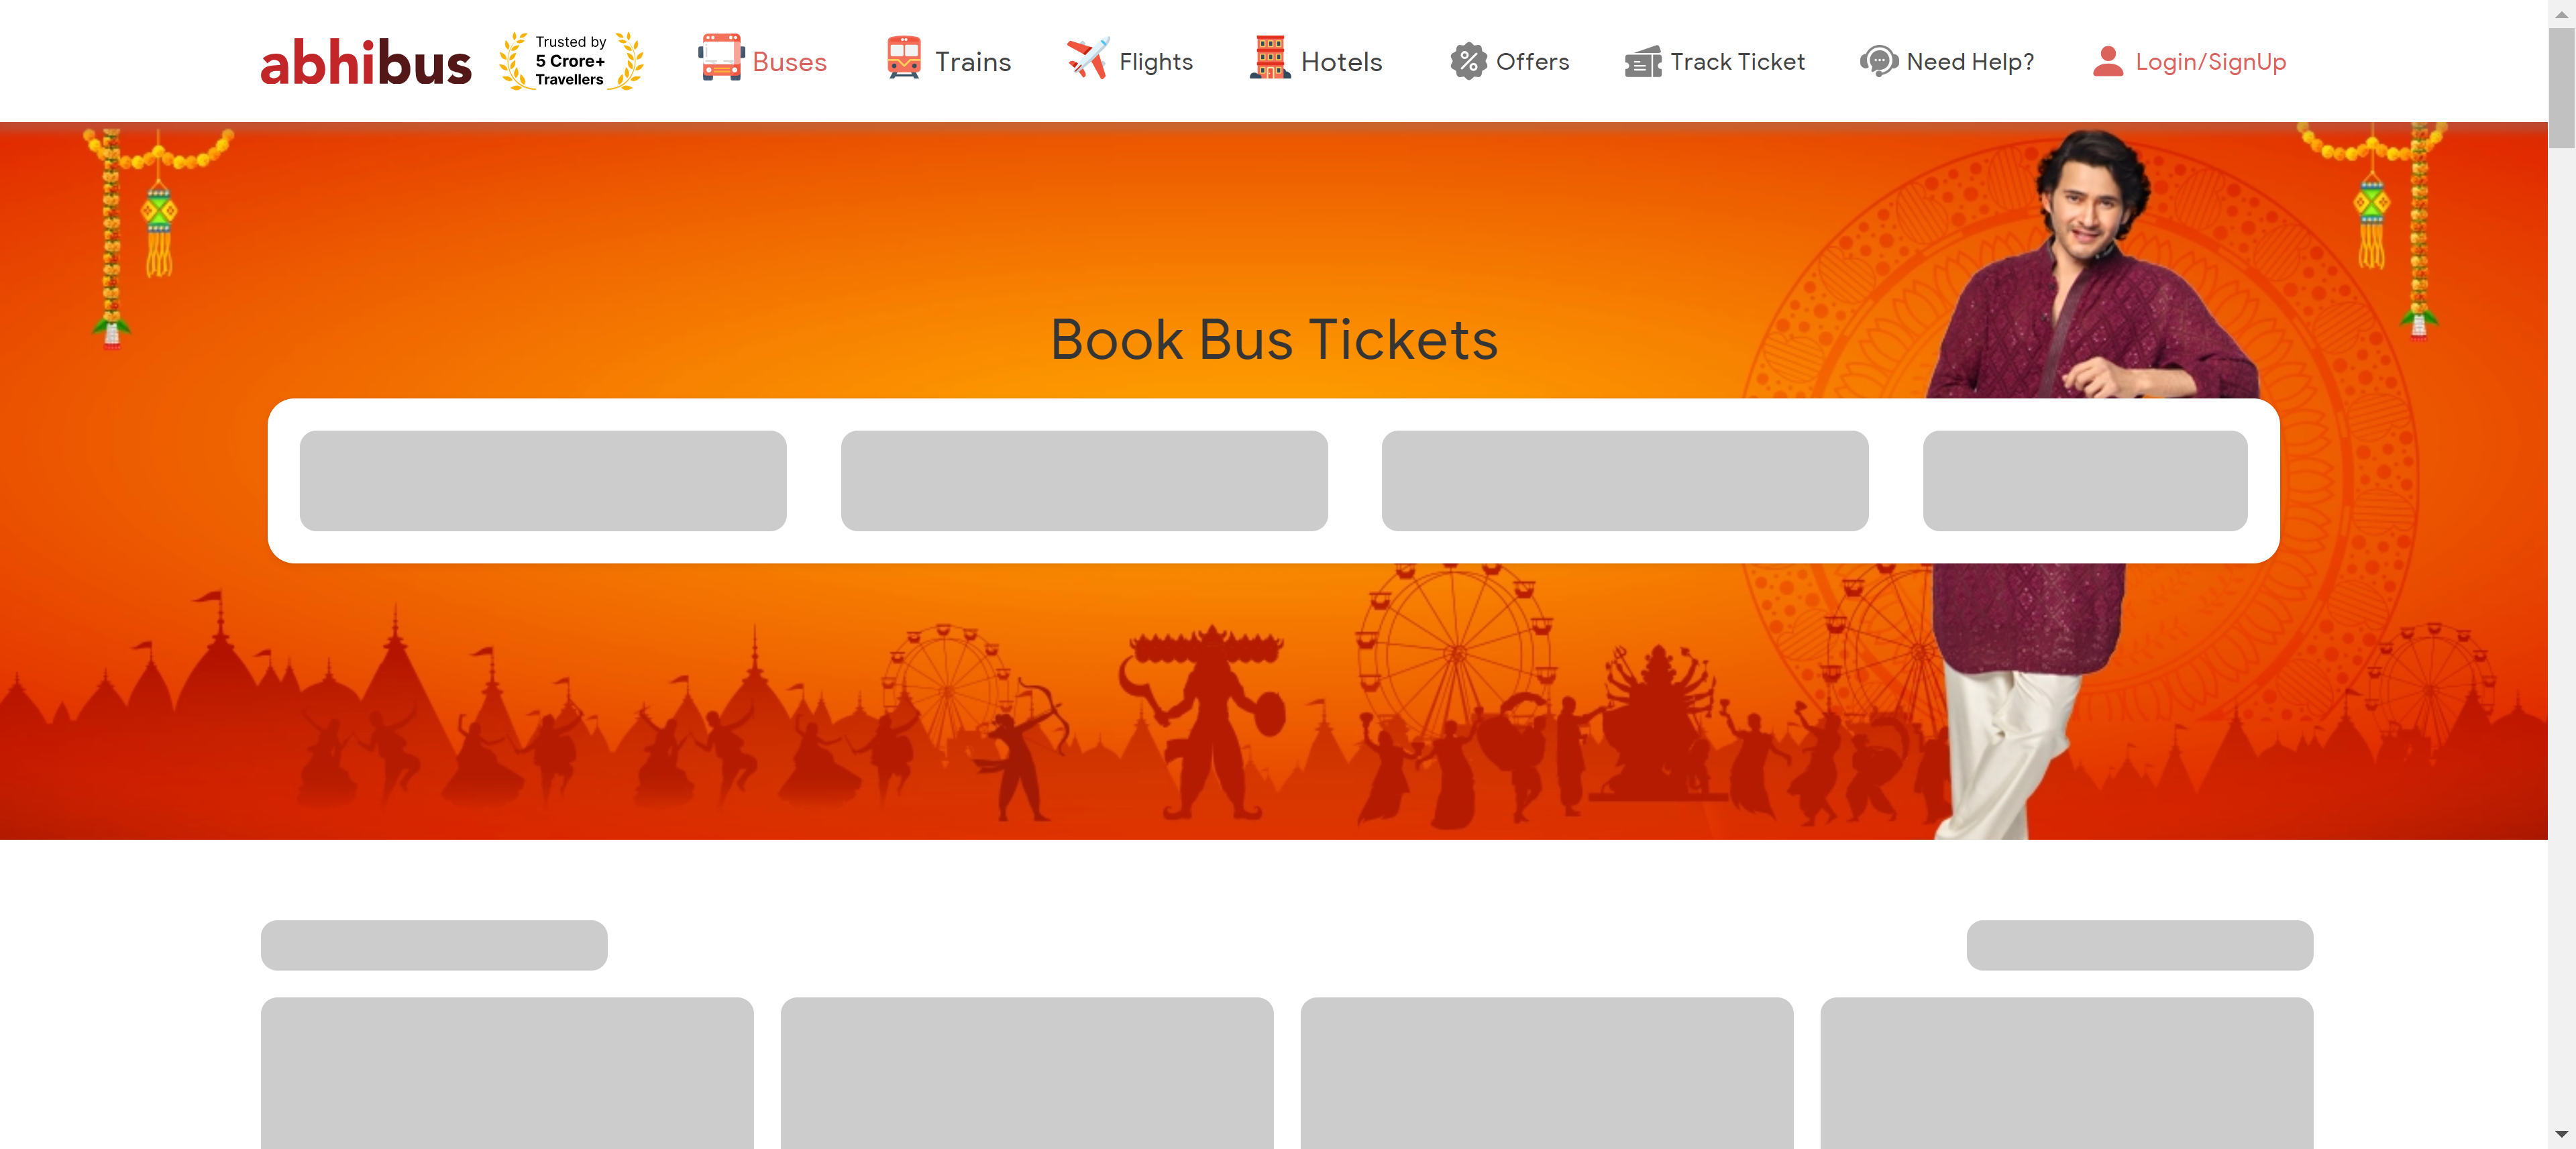 abhibus
Trusted by
5 Crore+
Travellers
Buses
Trains
Flights
Hotels
Offers
Track Ticket
Need Help?
Login/SignUp
Book Bus Tickets